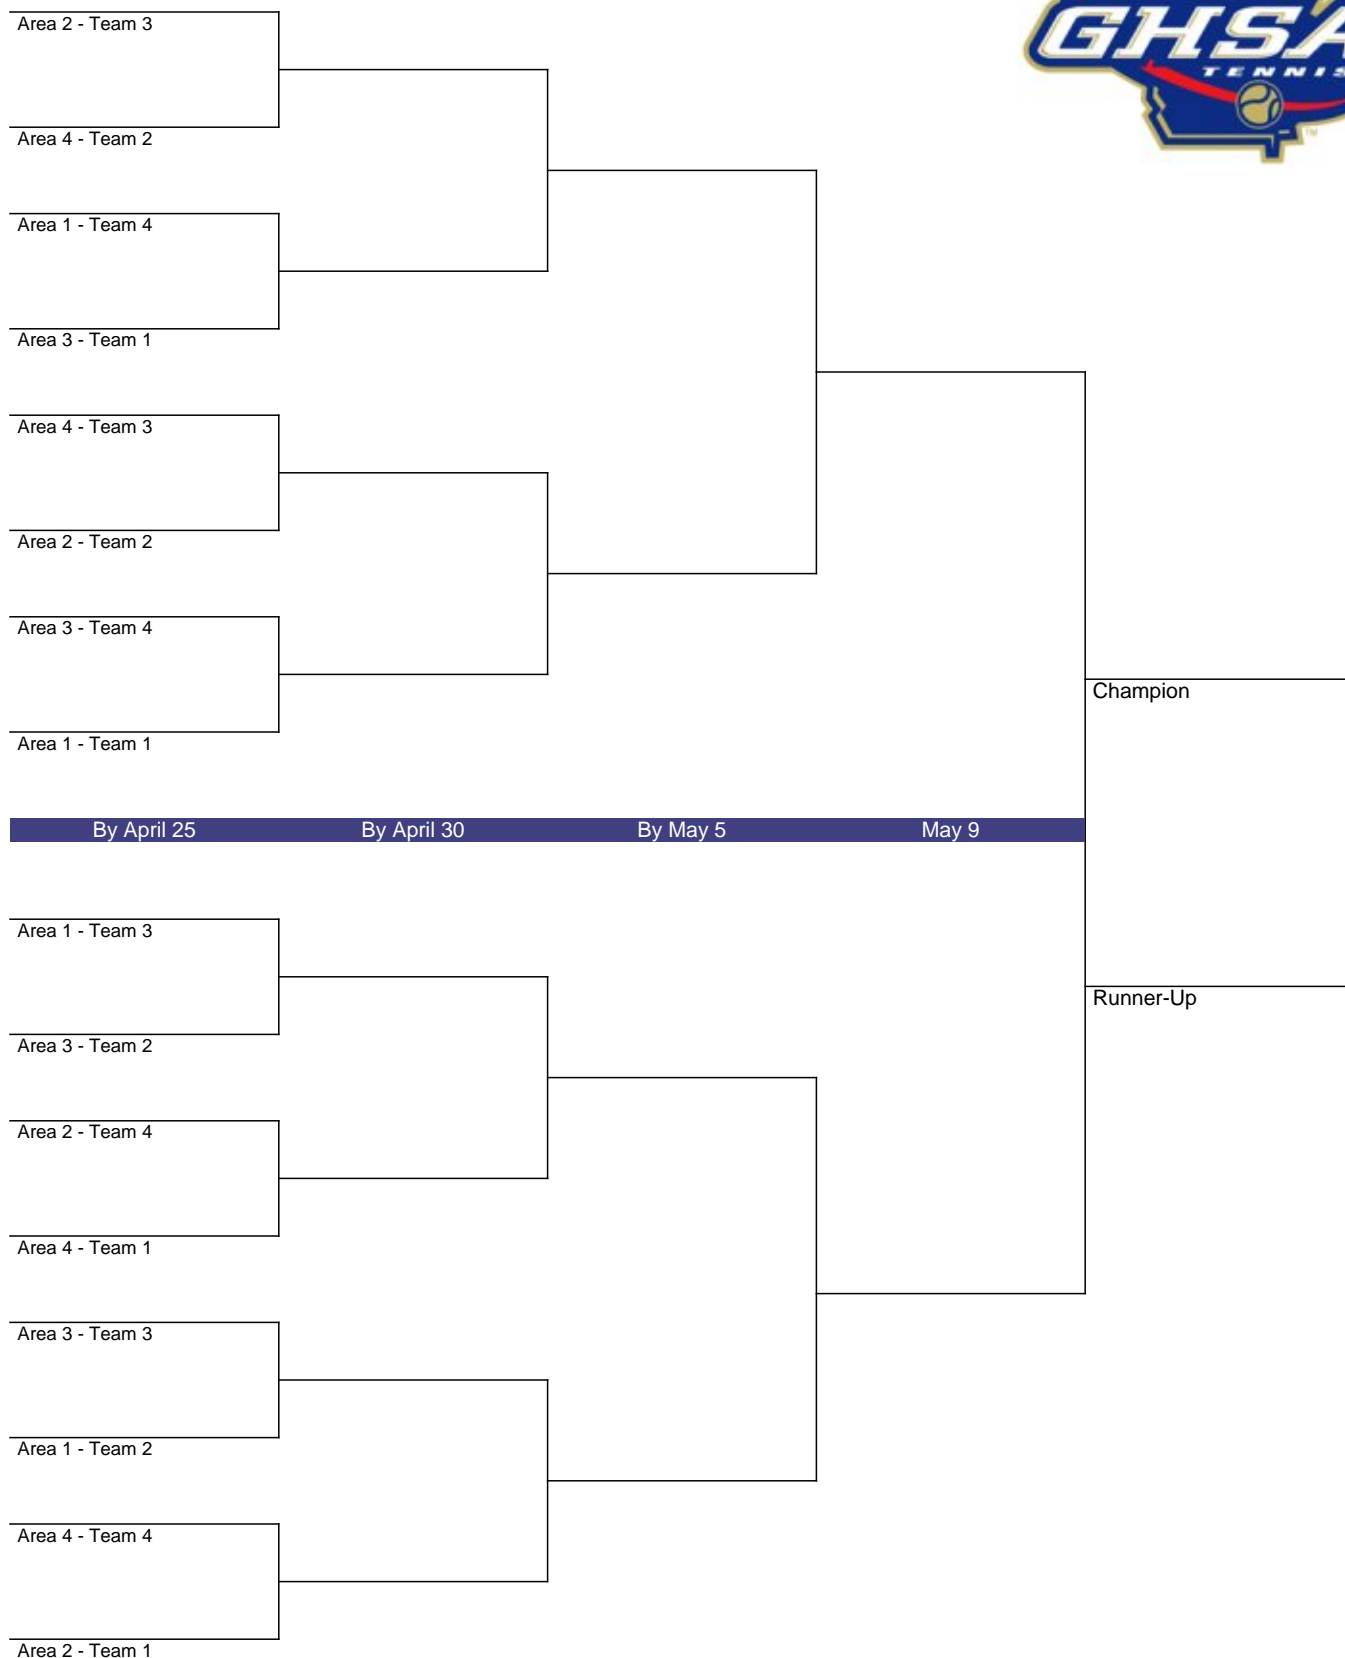 GHSA
TENNIS
TM
Area 2 - Team 3
Area 4 - Team 2
Area 1 - Team 4
Area 3 - Team 1
Area 4 - Team 3
Area 2 - Team 2
Area 3 - Team 4
Area 1 - Team 1
Champion
By April 25 By April 30 By May 5 May 9
Area 1 - Team 3
Area 3 - Team 2
Runner-Up
Area 2 - Team 4
Area 4 - Team 1
Area 3 - Team 3
Area 1 - Team 2
Area 4 - Team 4
Area 2 - Team 1